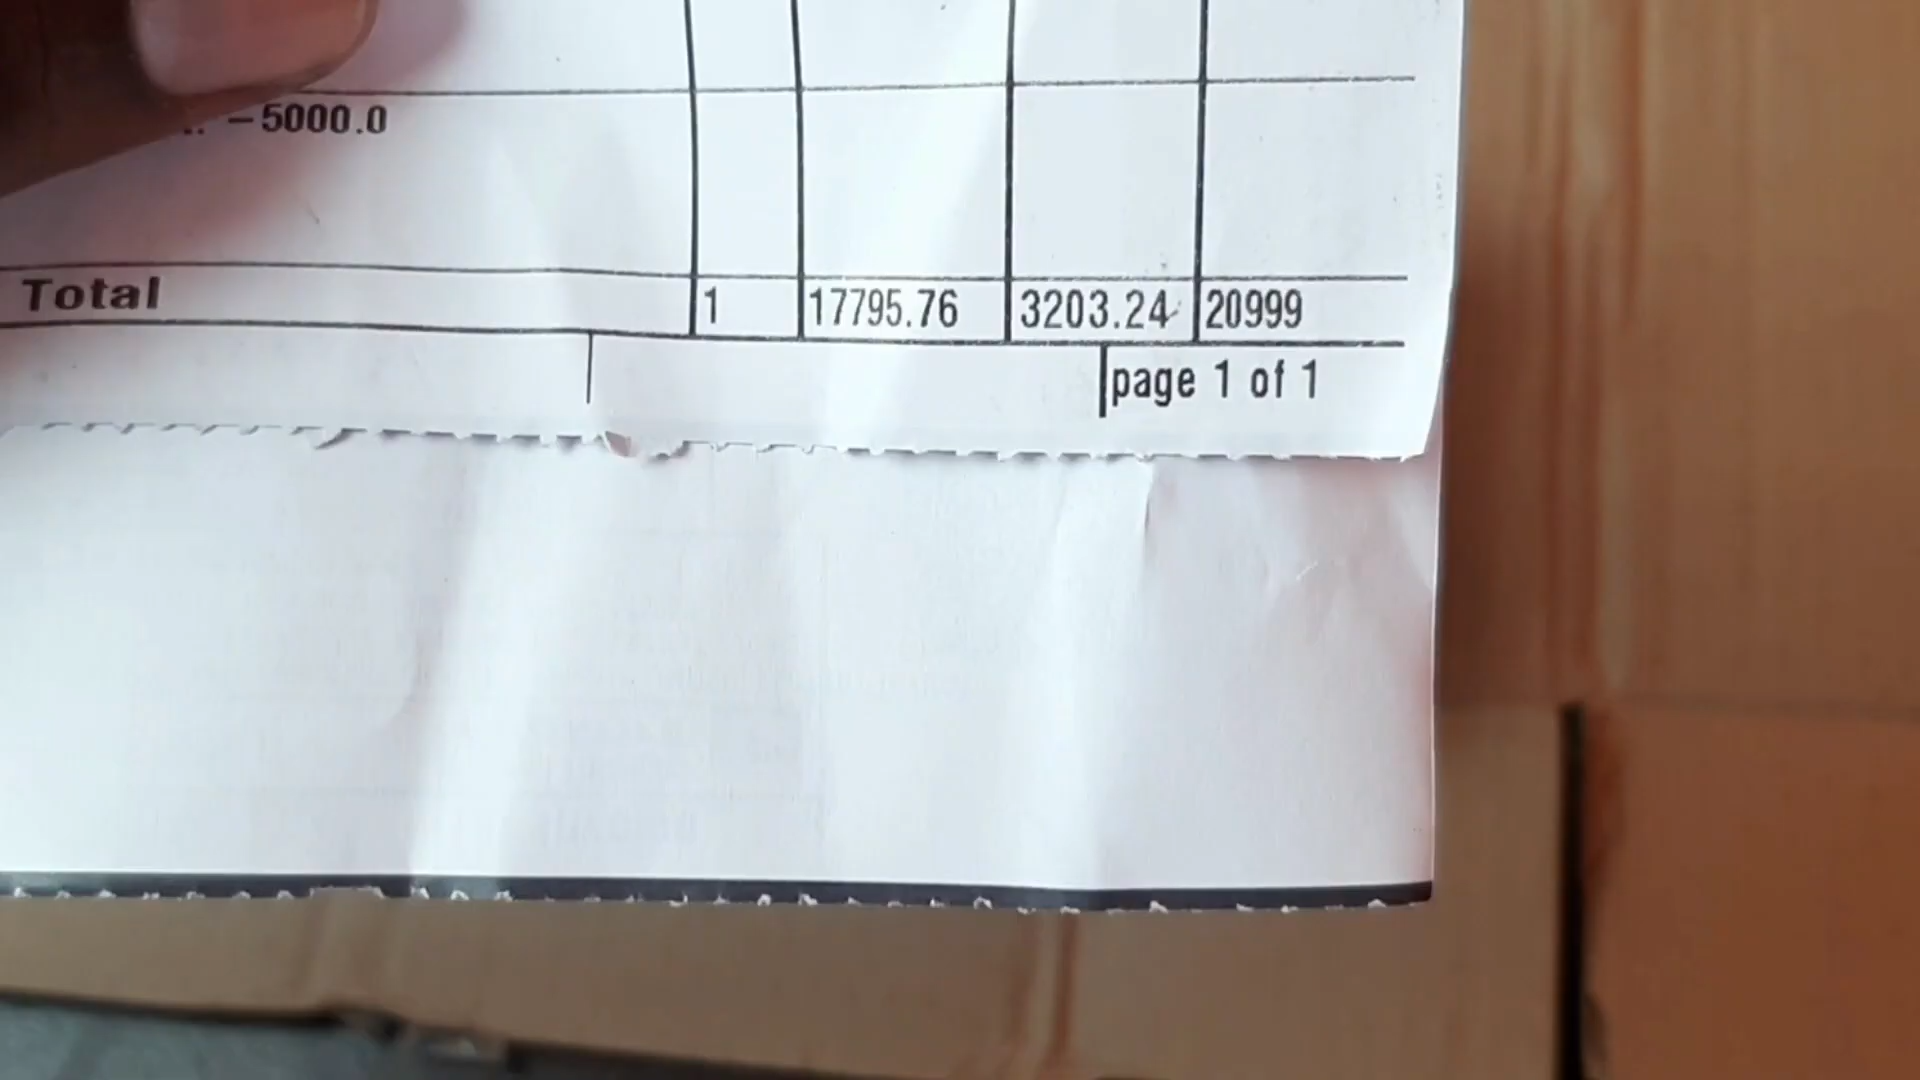 -5000.0
Total 1 17795.76 3203.24 20999
page 1 of 1